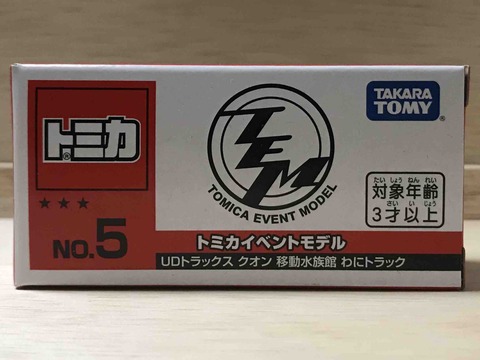 トミカ
®
★★★
NO.5
TEM
TOMICA EVENT MODEL
TAKARA
TOMY®
たいしょうねんれい
対象年齢
さいいじょう
3才以上
トミカイベントモデル
UDトラックス クオン 移動水族館 わにトラック